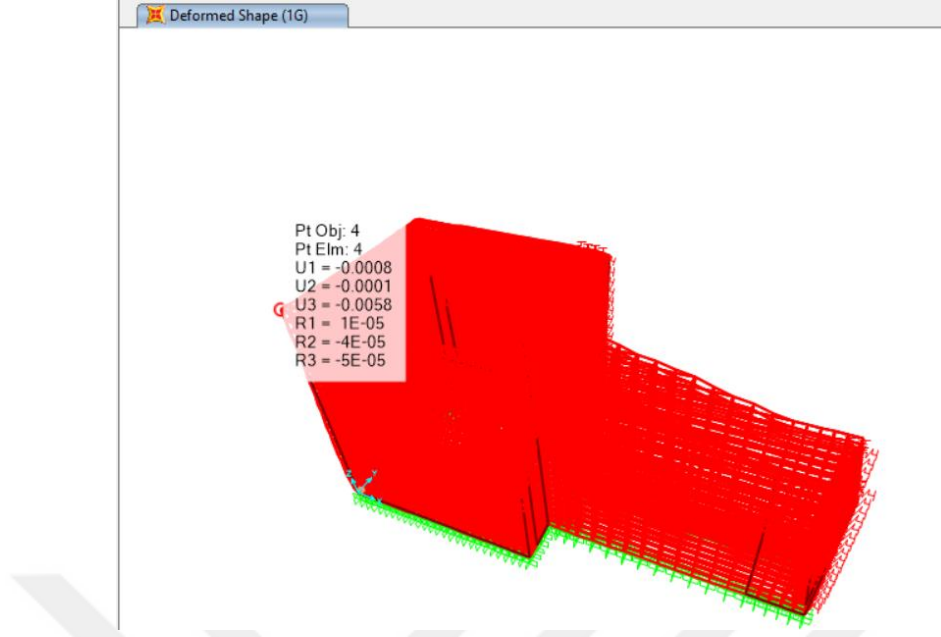 Deformed Shape (1G)
Pt Obj: 4
Pt Elm: 4
U1 = -0.0008
U2 = -0.0001
U3 = -0.0058
R1 = 1E-05
R2 = -4E-05
R3 = -5E-05